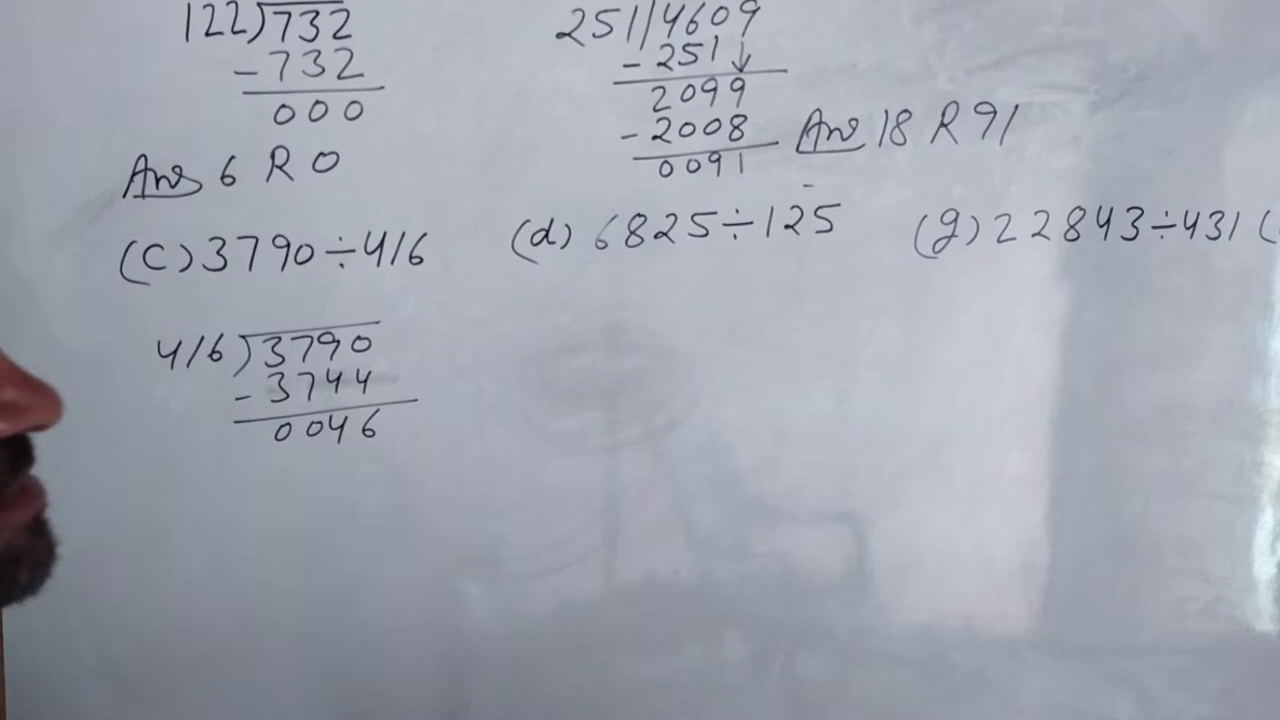 122)732
-732
000
Ans 6 R 0
251)4609
-251↓
2099
-2008
0091
Ans 18 R 91
(C) 3790÷416
(d) 6825÷125
(g) 22843÷431 (
416)3790
-3744
0046